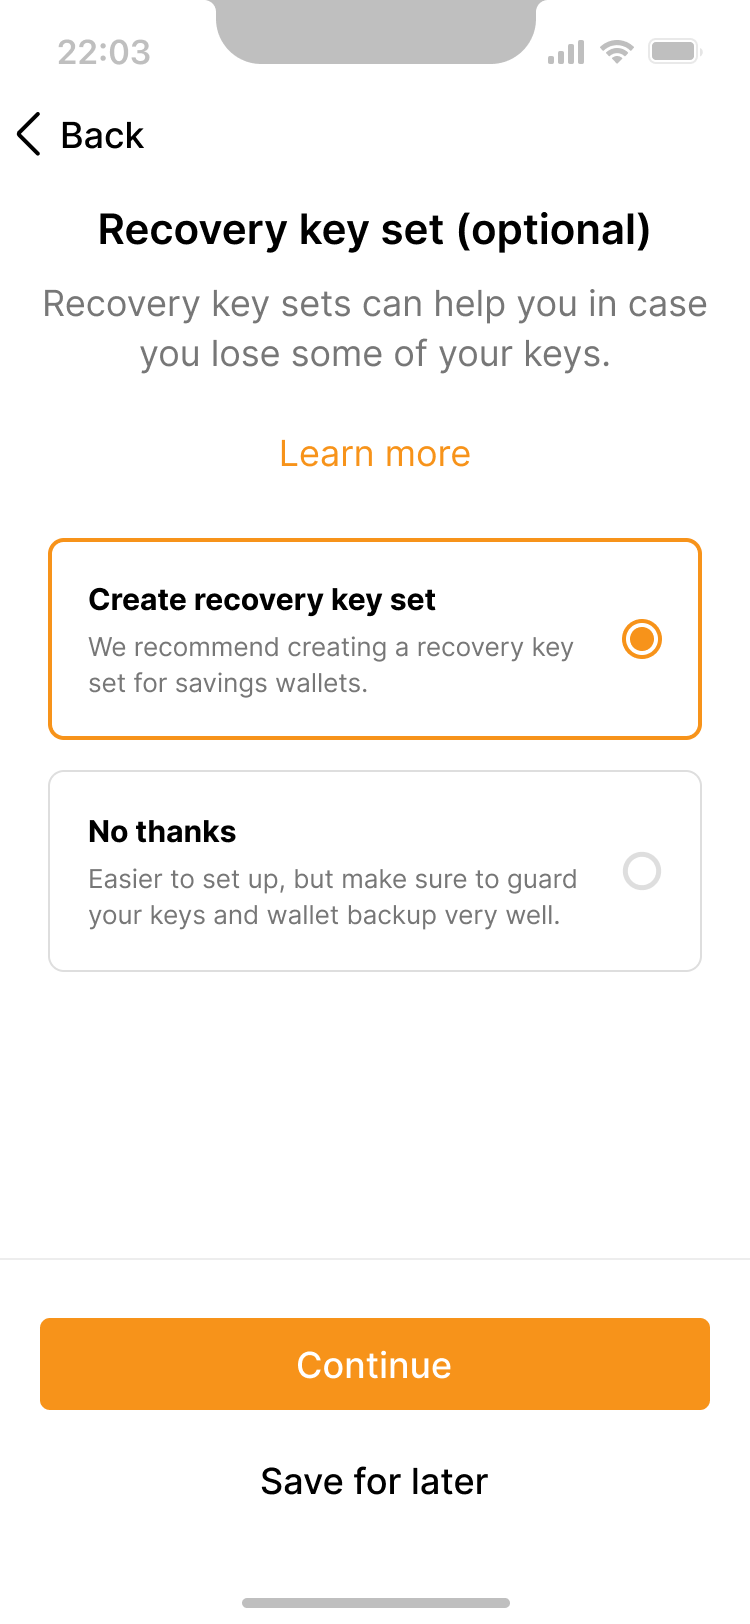 22:03
Back
Recovery key set (optional)
Recovery key sets can help you in case
you lose some of your keys.
Learn more
Create recovery key set
We recommend creating a recovery key
set for savings wallets.
No thanks
Easier to set up, but make sure to guard
your keys and wallet backup very well.
Continue
Save for later